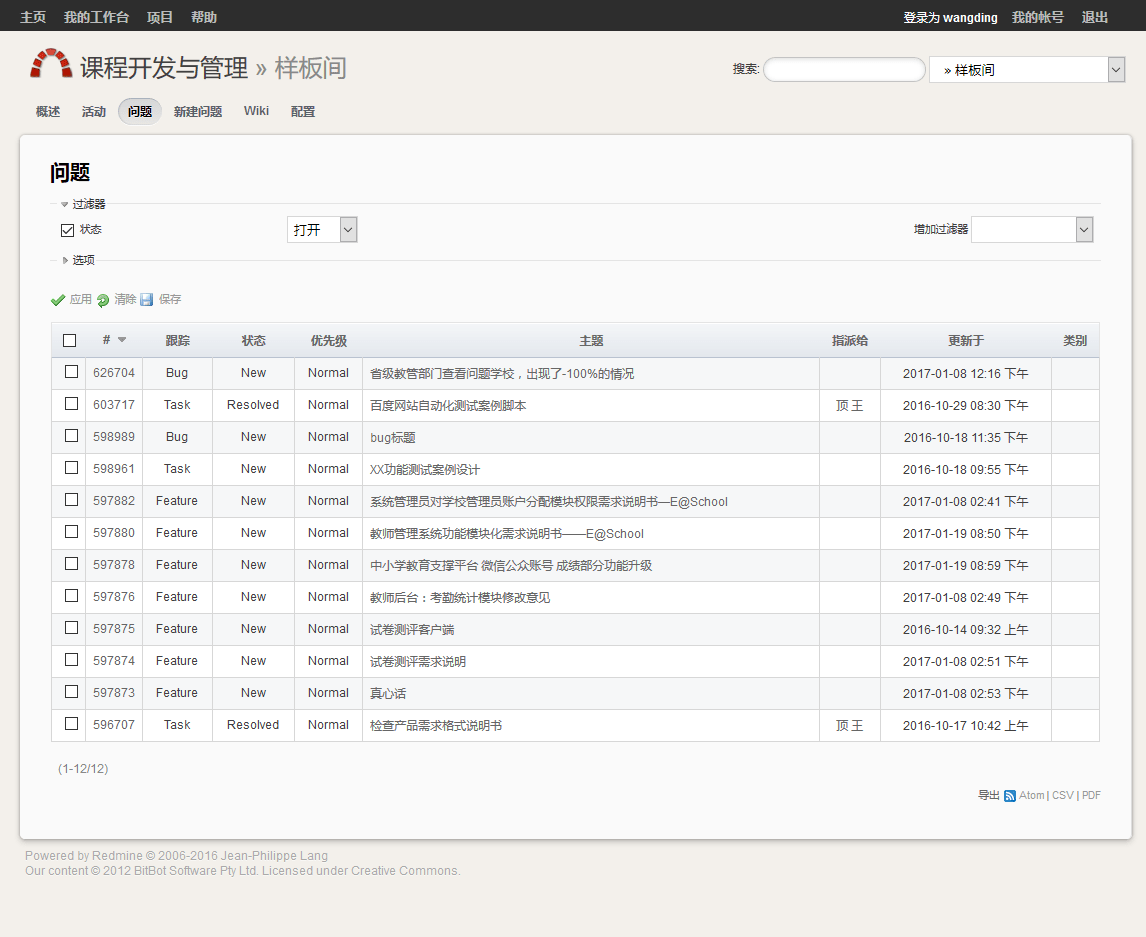 主页 我的工作台 项目 帮助 登录为 wangding 我的帐号 退出
课程开发与管理 » 样板间 搜索: » 样板间
概述 活动 问题 新建问题 Wiki 配置
问题
过滤器
状态 打开 增加过滤器
选项
应用 清除 保存
# 跟踪 状态 优先级 主题 指派给 更新于 类别
626704 Bug New Normal 省级教管部门查看问题学校，出现了-100%的情况 2017-01-08 12:16 下午
603717 Task Resolved Normal 百度网站自动化测试案例脚本 顶 王 2016-10-29 08:30 下午
598989 Bug New Normal bug标题 2016-10-18 11:35 下午
598961 Task New Normal XX功能测试案例设计 2016-10-18 09:55 下午
597882 Feature New Normal 系统管理员对学校管理员账户分配模块权限需求说明书—E@School 2017-01-08 02:41 下午
597880 Feature New Normal 教师管理系统功能模块化需求说明书——E@School 2017-01-19 08:50 下午
597878 Feature New Normal 中小学教育支撑平台 微信公众账号 成绩部分功能升级 2017-01-19 08:59 下午
597876 Feature New Normal 教师后台：考勤统计模块修改意见 2017-01-08 02:49 下午
597875 Feature New Normal 试卷测评客户端 2016-10-14 09:32 上午
597874 Feature New Normal 试卷测评需求说明 2017-01-08 02:51 下午
597873 Feature New Normal 真心话 2017-01-08 02:53 下午
596707 Task Resolved Normal 检查产品需求格式说明书 顶 王 2016-10-17 10:42 上午
(1-12/12)
导出 Atom | CSV | PDF
Powered by Redmine © 2006-2016 Jean-Philippe Lang
Our content © 2012 BitBot Software Pty Ltd. Licensed under Creative Commons.